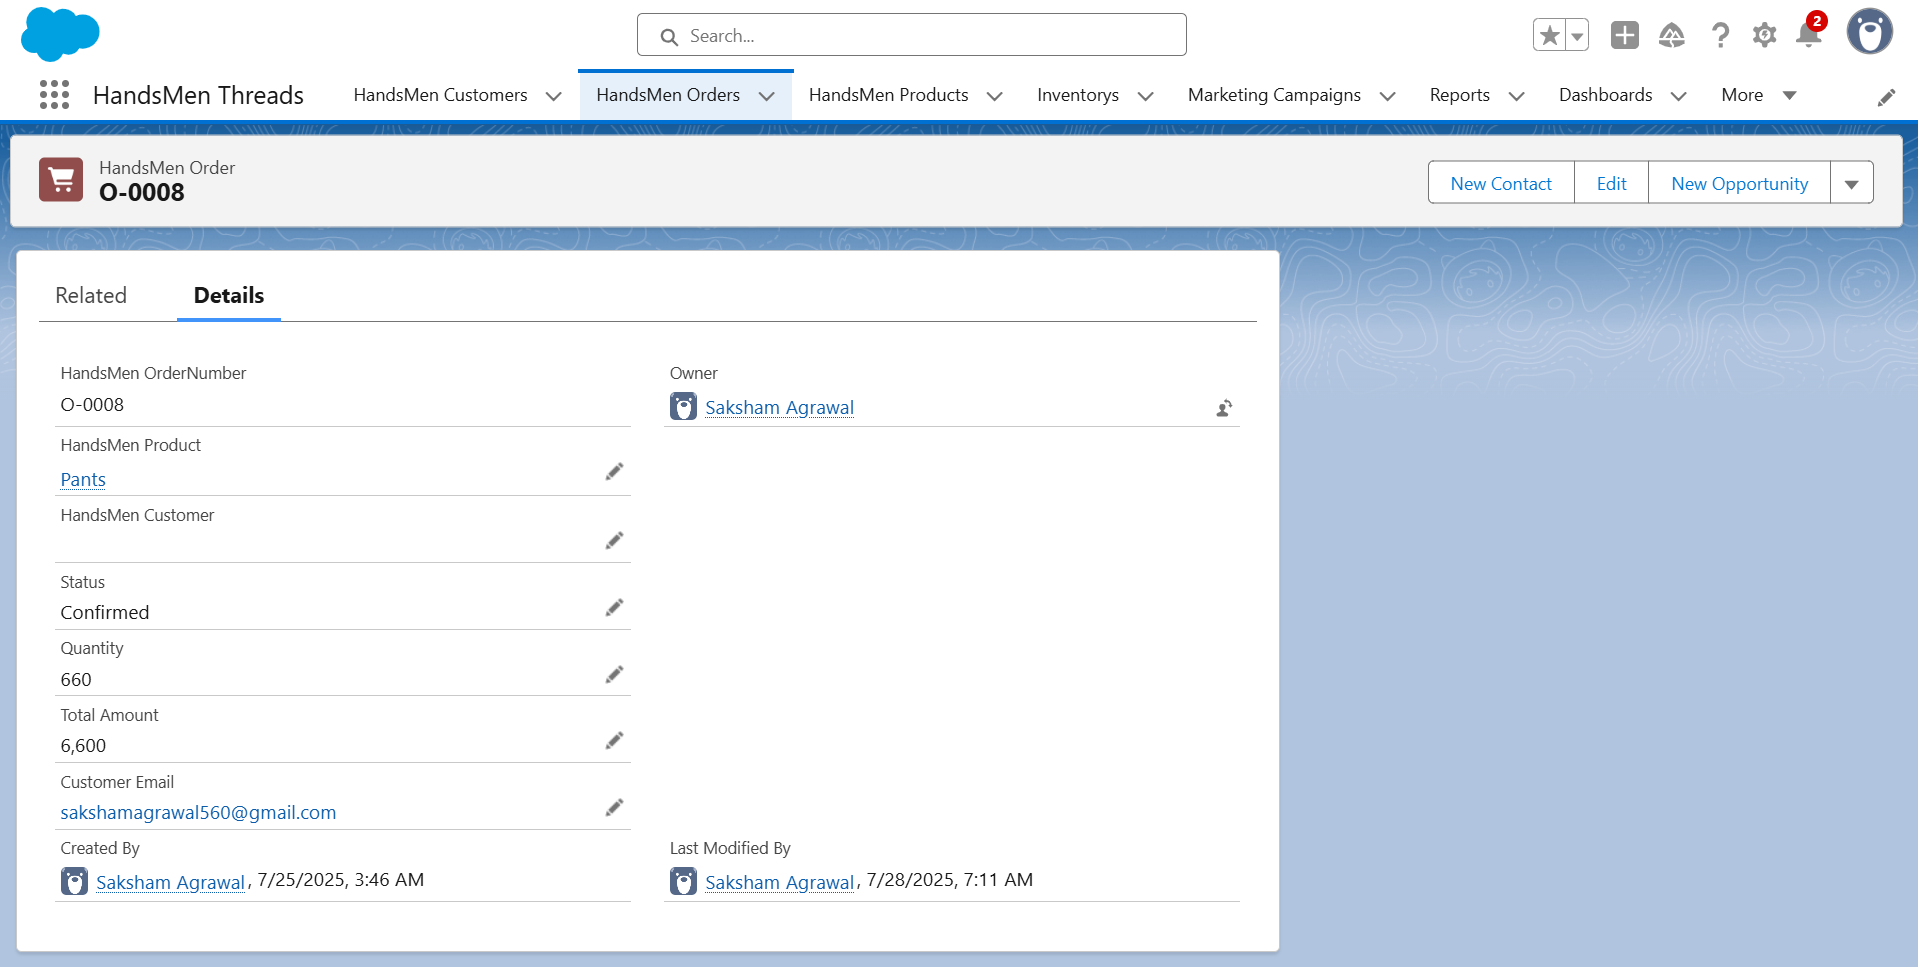 Search...
2
HandsMen Threads
HandsMen Customers
HandsMen Orders
HandsMen Products
Inventorys
Marketing Campaigns
Reports
Dashboards
More
HandsMen Order
O-0008
New Contact
Edit
New Opportunity
Related
Details
HandsMen OrderNumber
O-0008
Owner
Saksham Agrawal
HandsMen Product
Pants
HandsMen Customer
Status
Confirmed
Quantity
660
Total Amount
6,600
Customer Email
sakshamagrawal560@gmail.com
Created By
Saksham Agrawal, 7/25/2025, 3:46 AM
Last Modified By
Saksham Agrawal, 7/28/2025, 7:11 AM